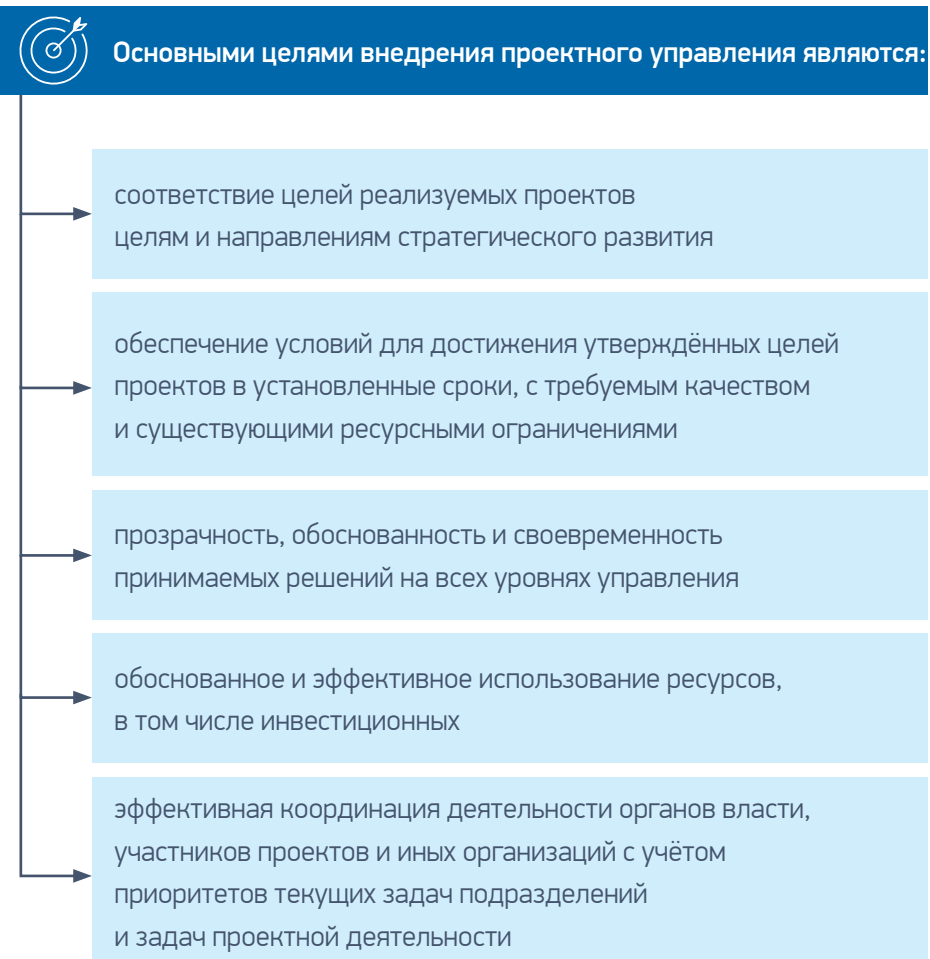 Основными целями внедрения проектного управления являются:
соответствие целей реализуемых проектов
целям и направлениям стратегического развития
обеспечение условий для достижения утверждённых целей
проектов в установленные сроки, с требуемым качеством
и существующими ресурсными ограничениями
прозрачность, обоснованность и своевременность
принимаемых решений на всех уровнях управления
обоснованное и эффективное использование ресурсов,
в том числе инвестиционных
эффективная координация деятельности органов власти,
участников проектов и иных организаций с учётом
приоритетов текущих задач подразделений
и задач проектной деятельности